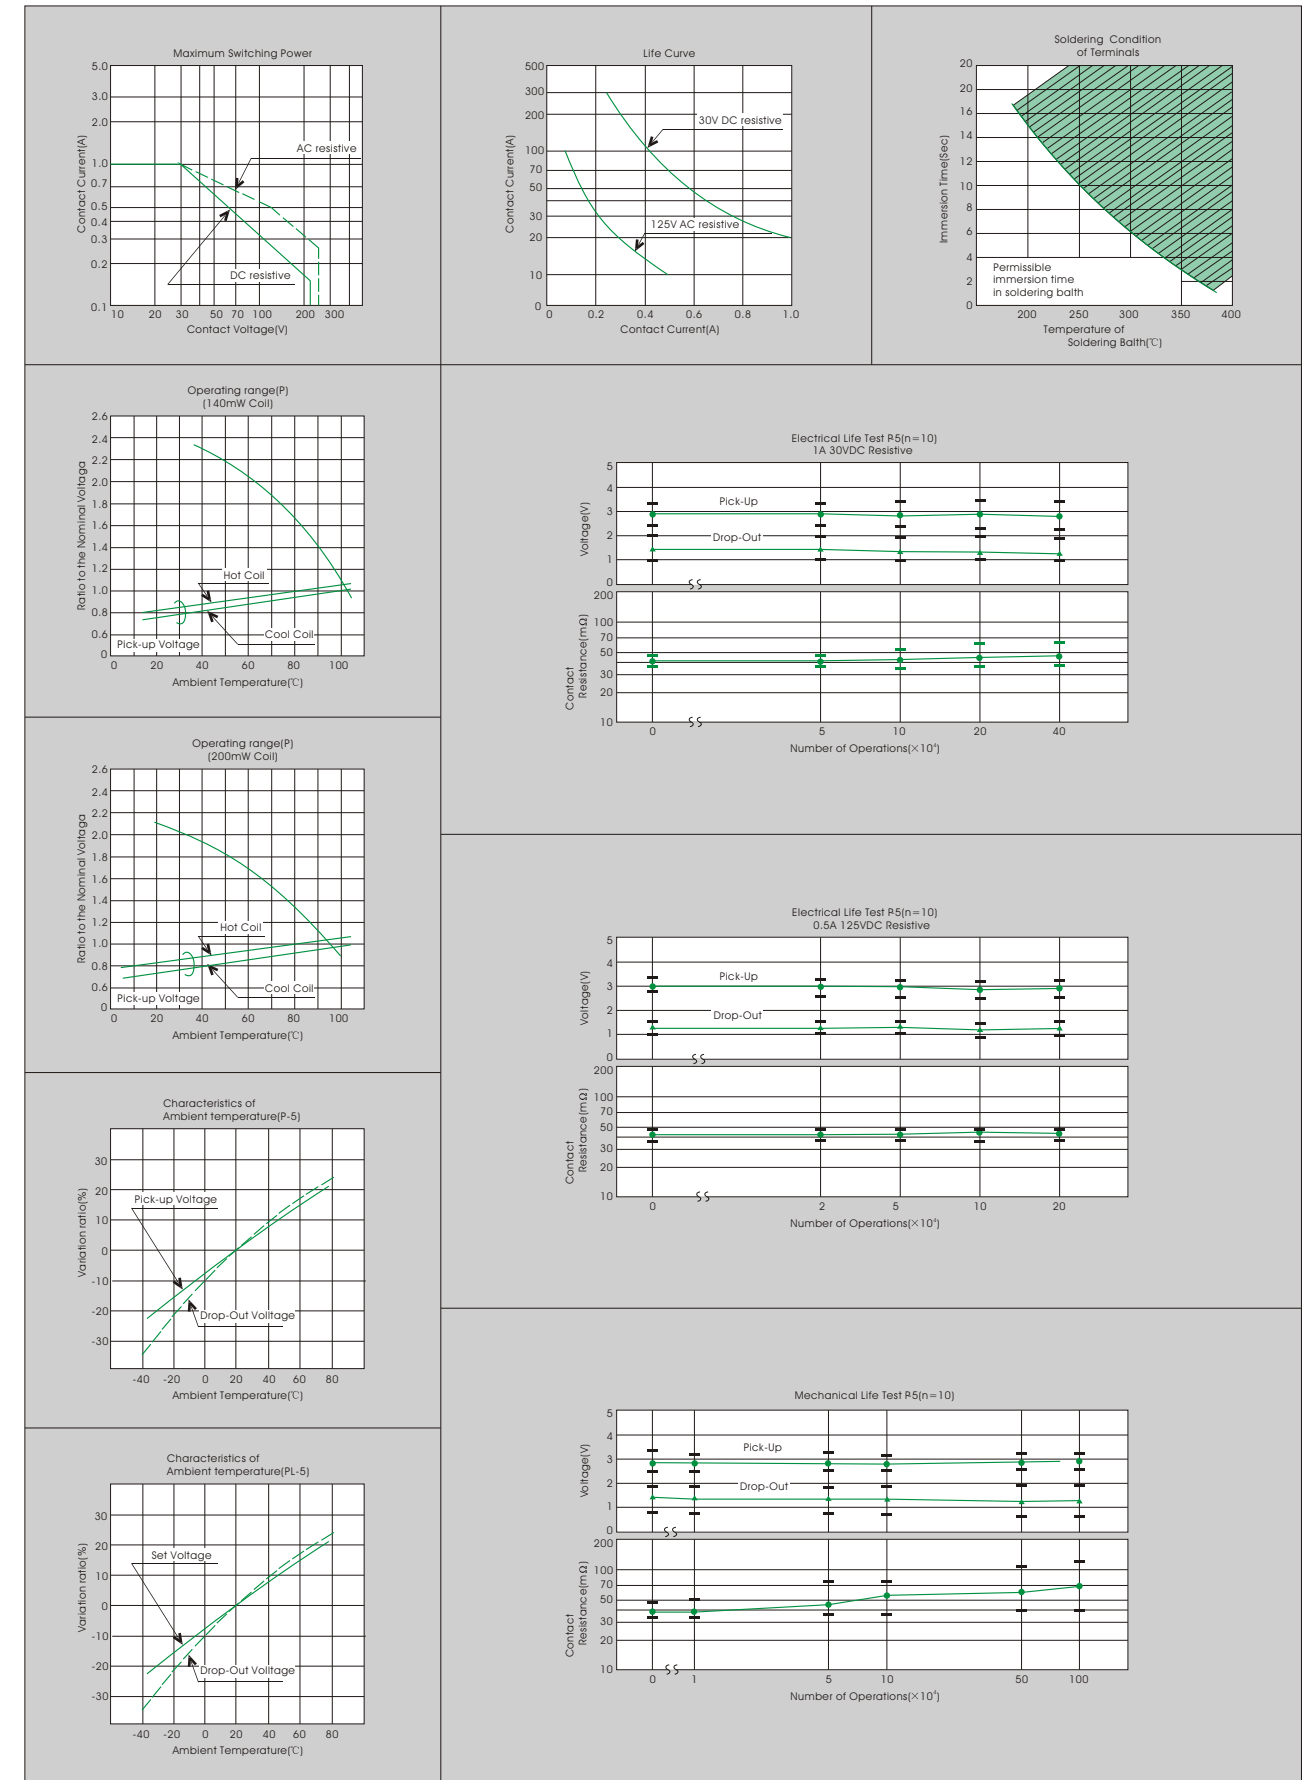 Maximum Switching Power
5.0
3.0
2.0
1.0
0.7
0.5
0.4
0.3
0.2
0.1
Contact Current(A)
AC resistive
DC resistive
10 20 30 50 70 100 200 300
Contact Voltage(V)
Life Curve
500
300
200
100
70
50
30
20
10
0
Contact Current(A)
30V DC resistive
125V AC resistive
0 0.2 0.4 0.6 0.8 1.0
Contact Current(A)
Soldering Condition
of Terminals
20
20
16
14
12
10
8
6
4
2
0
Immersion Time(Sec)
Permissible
immersion time
in soldering balth
200 250 300 350 400
Temperature of
Soldering Balth(℃)
Operating range(P)
(140mW Coil)
2.6
2.4
2.2
2.0
1.8
1.6
1.4
1.2
1.0
0.8
0.6
0
Ratio to the Nominal Voltaga
Hot Coil
Cool Coil
Pick-up Voltage
0 20 40 60 80 100
Ambient Temperature(℃)
Electrical Life Test P-5(n=10)
1A 30VDC Resistive
5
4
3
2
1
0
Voltage(V)
Pick-Up
Drop-Out
200
100
70
50
30
20
10
Contact
Resistance(mΩ)
0 5 10 20 40
Number of Operations(×10⁴)
Operating range(P)
(200mW Coil)
2.6
2.4
2.2
2.0
1.8
1.6
1.4
1.2
1.0
0.8
0.6
0
Ratio to the Nominal Voltaga
Hot Coil
Cool Coil
Pick-up Voltage
0 20 40 60 80 100
Ambient Temperature(℃)
Electrical Life Test P-5(n=10)
0.5A 125VDC Resistive
5
4
3
2
1
0
Voltage(V)
Pick-Up
Drop-Out
200
100
70
50
30
20
10
Contact
Resistance(mΩ)
0 2 5 10 20
Number of Operations(×10⁴)
Characteristics of
Ambient temperature(P-5)
30
20
10
0
-10
-20
-30
Variation ratio(%)
Pick-up Voltage
Drop-Out Volltage
-40 -20 0 20 40 60 80
Ambient Temperature(℃)
Mechanical Life Test P-5(n=10)
5
4
3
2
1
0
Voltage(V)
Pick-Up
Drop-Out
200
100
70
50
30
20
10
Contact
Resistance(mΩ)
0 1 5 10 50 100
Number of Operations(×10⁴)
Characteristics of
Ambient temperature(PL-5)
30
20
10
0
-10
-20
-30
Variation ratio(%)
Set Voltage
Drop-Out Voltage
-40 -20 0 20 40 60 80
Ambient Temperature(℃)